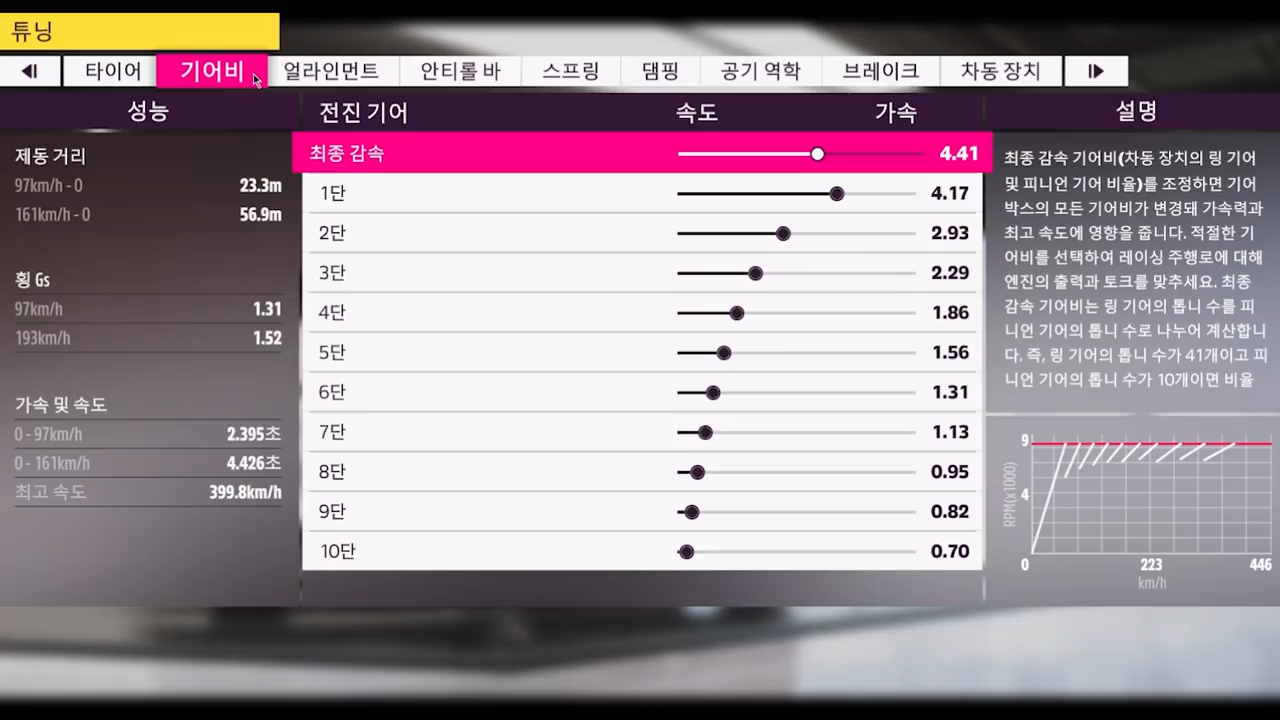 튜닝
타이어 기어비 얼라인먼트 안티롤 바 스프링 댐핑 공기 역학 브레이크 차동 장치
성능
제동 거리
97km/h - 0 23.3m
161km/h - 0 56.9m
횡 Gs
97km/h 1.31
193km/h 1.52
가속 및 속도
0 - 97km/h 2.395초
0 - 161km/h 4.426초
최고 속도 399.8km/h
전진 기어 속도 가속
최종 감속 4.41
1단 4.17
2단 2.93
3단 2.29
4단 1.86
5단 1.56
6단 1.31
7단 1.13
8단 0.95
9단 0.82
10단 0.70
설명
최종 감속 기어비(차동 장치의 링 기어
및 피니언 기어 비율)를 조정하면 기어
박스의 모든 기어비가 변경돼 가속력과
최고 속도에 영향을 줍니다. 적절한 기
어비를 선택하여 레이싱 주행로에 대해
엔진의 출력과 토크를 맞추세요. 최종
감속 기어비는 링 기어의 톱니 수를 피
니언 기어의 톱니 수로 나누어 계산합니
다. 즉, 링 기어의 톱니 수가 41개이고 피
니언 기어의 톱니 수가 10개이면 비율
9
4
RPM(x1000)
0 223 446
km/h